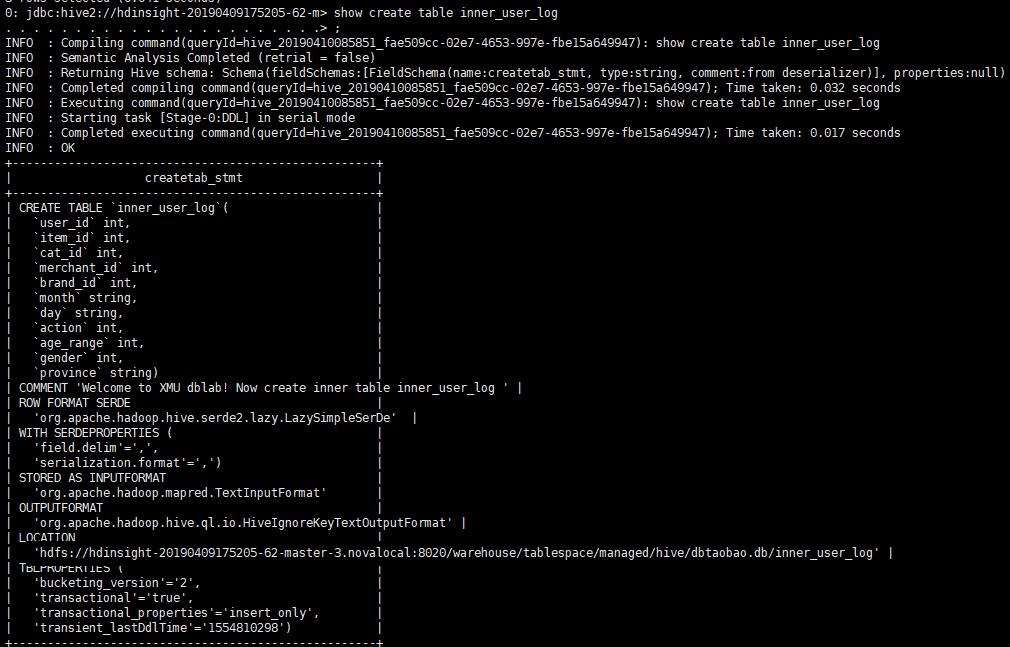 0: jdbc:hive2://hdinsight-20190409175205-62-m> show create table inner_user_log
. . . . . . . . . . . . . . . . . . . . . . .> ;
INFO  : Compiling command(queryId=hive_20190410085851_fae509cc-02e7-4653-997e-fbe15a649947): show create table inner_user_log
INFO  : Semantic Analysis Completed (retrial = false)
INFO  : Returning Hive schema: Schema(fieldSchemas:[FieldSchema(name:createtab_stmt, type:string, comment:from deserializer)], properties:null)
INFO  : Completed compiling command(queryId=hive_20190410085851_fae509cc-02e7-4653-997e-fbe15a649947); Time taken: 0.032 seconds
INFO  : Executing command(queryId=hive_20190410085851_fae509cc-02e7-4653-997e-fbe15a649947): show create table inner_user_log
INFO  : Starting task [Stage-0:DDL] in serial mode
INFO  : Completed executing command(queryId=hive_20190410085851_fae509cc-02e7-4653-997e-fbe15a649947); Time taken: 0.017 seconds
INFO  : OK
+----------------------------------------------------+
|                   createtab_stmt                   |
+----------------------------------------------------+
| CREATE TABLE `inner_user_log`(                     |
|   `user_id` int,                                   |
|   `item_id` int,                                   |
|   `cat_id` int,                                    |
|   `merchant_id` int,                               |
|   `brand_id` int,                                  |
|   `month` string,                                  |
|   `day` string,                                    |
|   `action` int,                                    |
|   `age_range` int,                                 |
|   `gender` int,                                    |
|   `province` string)                               |
| COMMENT 'Welcome to XMU dblab! Now create inner table inner_user_log ' |
| ROW FORMAT SERDE                                   |
|   'org.apache.hadoop.hive.serde2.lazy.LazySimpleSerDe'  |
| WITH SERDEPROPERTIES (                             |
|   'field.delim'=',',                               |
|   'serialization.format'=',')                      |
| STORED AS INPUTFORMAT                              |
|   'org.apache.hadoop.mapred.TextInputFormat'       |
| OUTPUTFORMAT                                       |
|   'org.apache.hadoop.hive.ql.io.HiveIgnoreKeyTextOutputFormat' |
| LOCATION                                           |
|   'hdfs://hdinsight-20190409175205-62-master-3.novalocal:8020/warehouse/tablespace/managed/hive/dbtaobao.db/inner_user_log' |
| TBLPROPERTIES (                                    |
|   'bucketing_version'='2',                         |
|   'transactional'='true',                          |
|   'transactional_properties'='insert_only',        |
|   'transient_lastDdlTime'='1554810298')            |
+----------------------------------------------------+